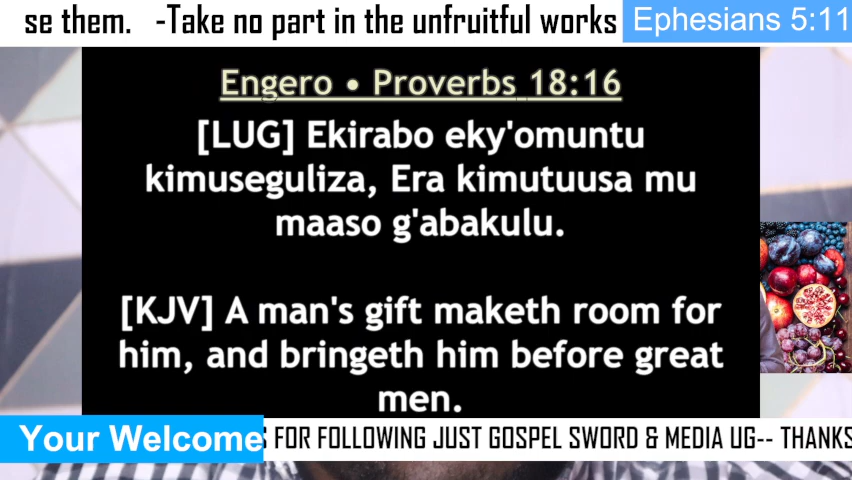 se them. -Take no part in the unfruitful works
Ephesians 5:11
Engero • Proverbs 18:16
[LUG] Ekirabo eky'omuntu
kimuseguliza, Era kimutuusa mu
maaso g'abakulu.
[KJV] A man's gift maketh room for
him, and bringeth him before great
men.
Your Welcome
FOR FOLLOWING JUST GOSPEL SWORD & MEDIA UG-- THANKS